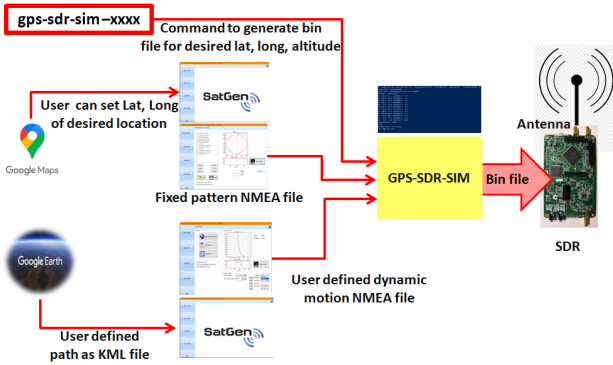 gps-sdr-sim–xxxx
Command to generate bin
file for desired lat, long, altitude
User can set Lat, Long
of desired location
SatGen
Google Maps
Fixed pattern NMEA file
GPS-SDR-SIM
Bin file
Antenna
SDR
Google Earth
User defined dynamic
motion NMEA file
User defined
path as KML file
SatGen